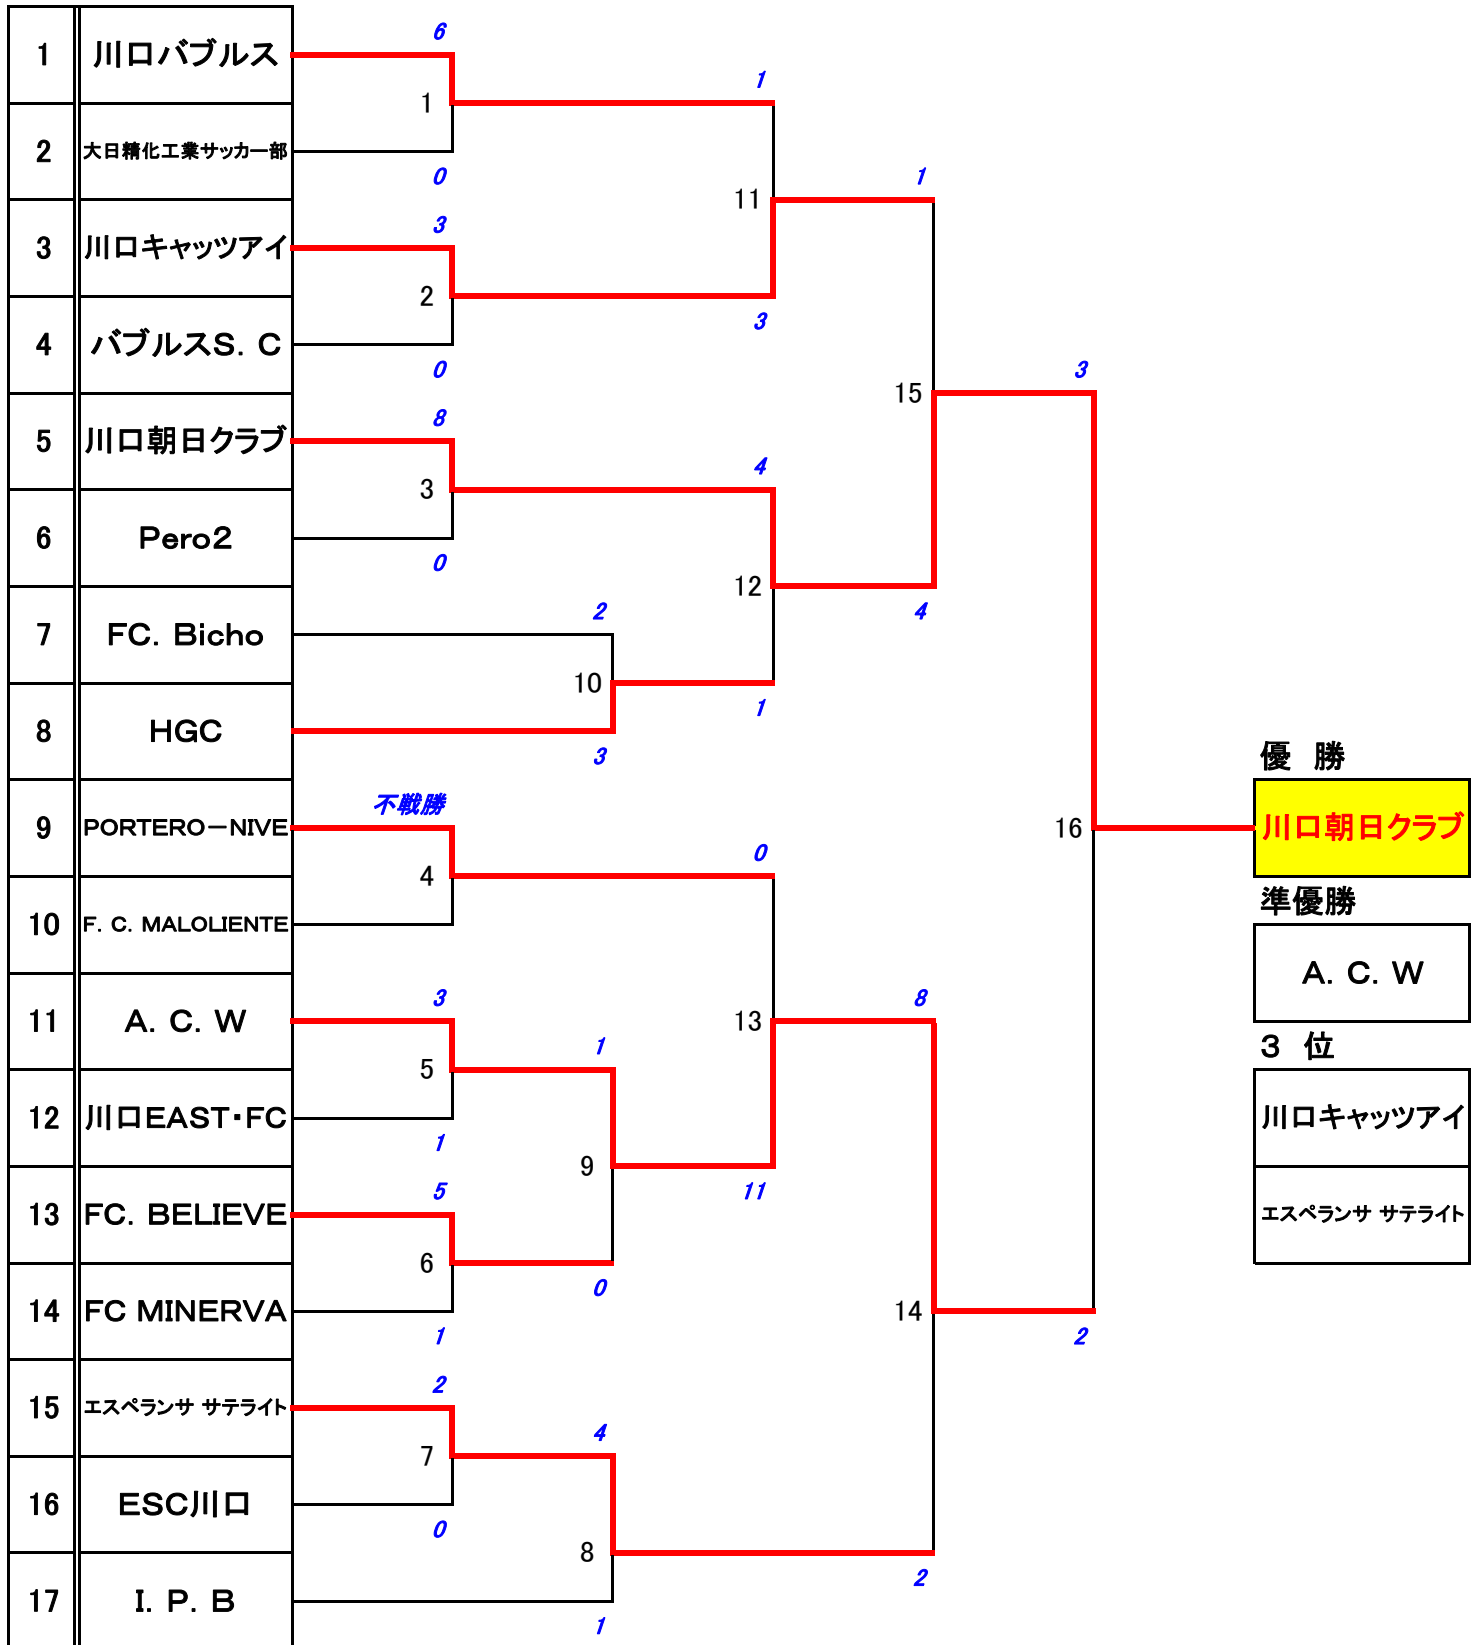 1 川口バブルス
6
1
1
2 大日精化工業サッカー部
0
11
1
3 川口キャッツアイ
3
2
3
4 バブルスS. C
0
15
3
5 川口朝日クラブ
8
3
4
6 Pero2
0
12
4
7 FC. Bicho
2
10
1
8 HGC
3
優 勝
川口朝日クラブ
9 PORTERO－NIVE
不戦勝
4
0
16
準優勝
A. C. W
10 F. C. MALOLIENTE
3 位
川口キャッツアイ
エスペランサ サテライト
11 A. C. W
3
5
1
13
8
12 川口EAST・FC
1
9
11
13 FC. BELIEVE
5
6
0
14 FC MINERVA
1
14
2
15 エスペランサ サテライト
2
7
4
16 ESC川口
0
8
2
17 I. P. B
1